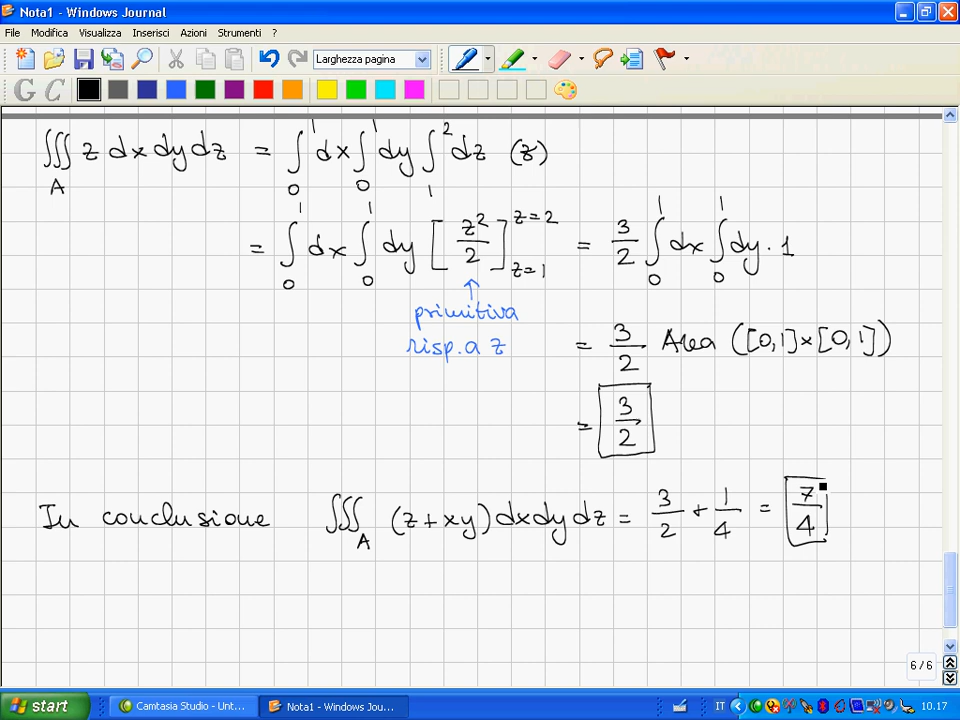 Nota1 - Windows Journal
File Modifica Visualizza Inserisci Azioni Strumenti ?
Larghezza pagina
G C
∭_A z dx dy dz = ∫_0^1 dx ∫_0^1 dy ∫_1^2 dz (z)
= ∫_0^1 dx ∫_0^1 dy [z²/2]_{z=1}^{z=2} = 3/2 ∫_0^1 dx ∫_0^1 dy · 1
primitiva
risp. a z
= 3/2 Area ([0,1]×[0,1])
= 3/2
In conclusione ∭_A (z+xy) dx dy dz = 3/2 + 1/4 = 7/4
6 / 6
start Camtasia Studio - Unt... Nota1 - Windows Jou... IT 10.17